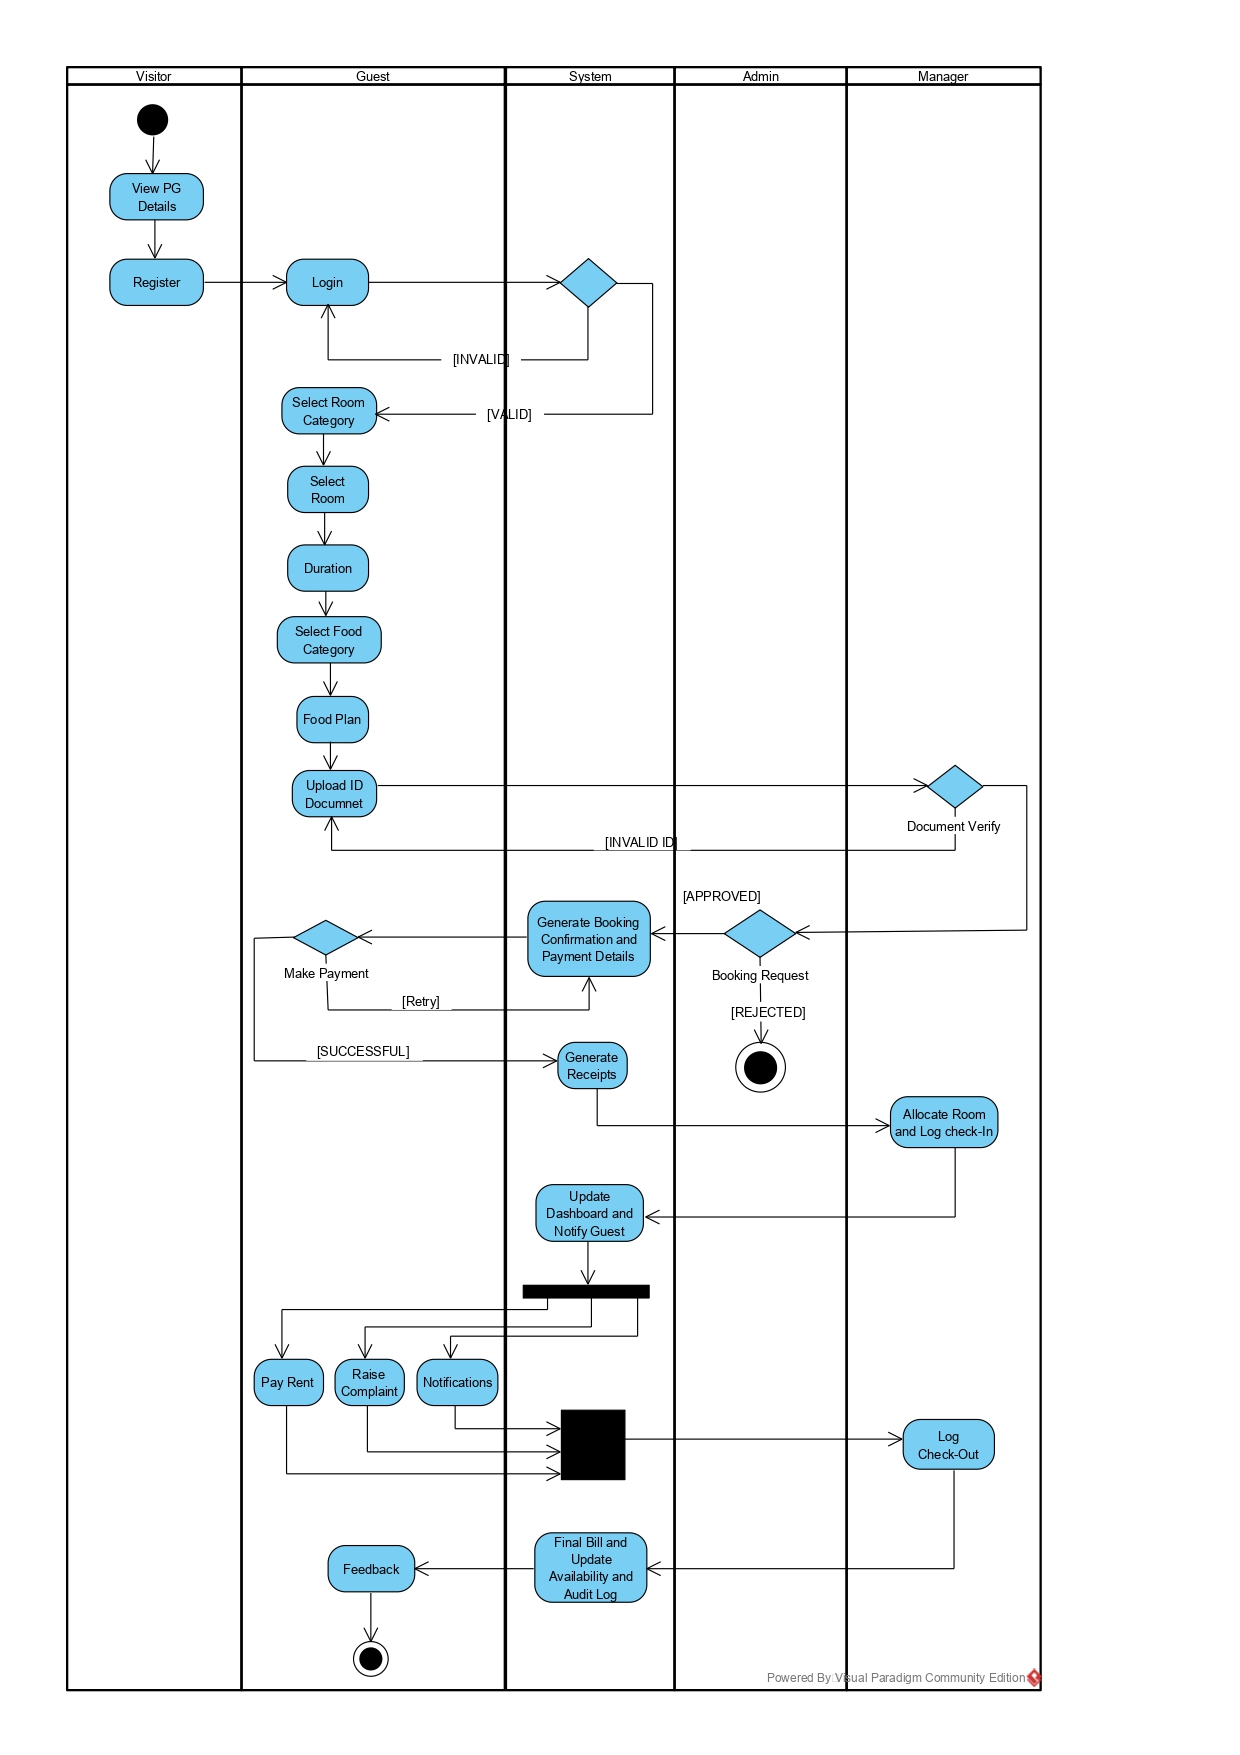 Visitor
Guest
System
Admin
Manager
View PG
Details
Register
Login
[INVALID]
Select Room
Category
[VALID]
Select
Room
Duration
Select Food
Category
Food Plan
Upload ID
Documnet
Document Verify
[INVALID ID]
[APPROVED]
Generate Booking
Confirmation and
Payment Details
Make Payment
Booking Request
[Retry]
[REJECTED]
[SUCCESSFUL]
Generate
Receipts
Allocate Room
and Log check-In
Update
Dashboard and
Notify Guest
Pay Rent
Raise
Complaint
Notifications
Log
Check-Out
Final Bill and
Update
Availability and
Audit Log
Feedback
Powered By Visual Paradigm Community Edition